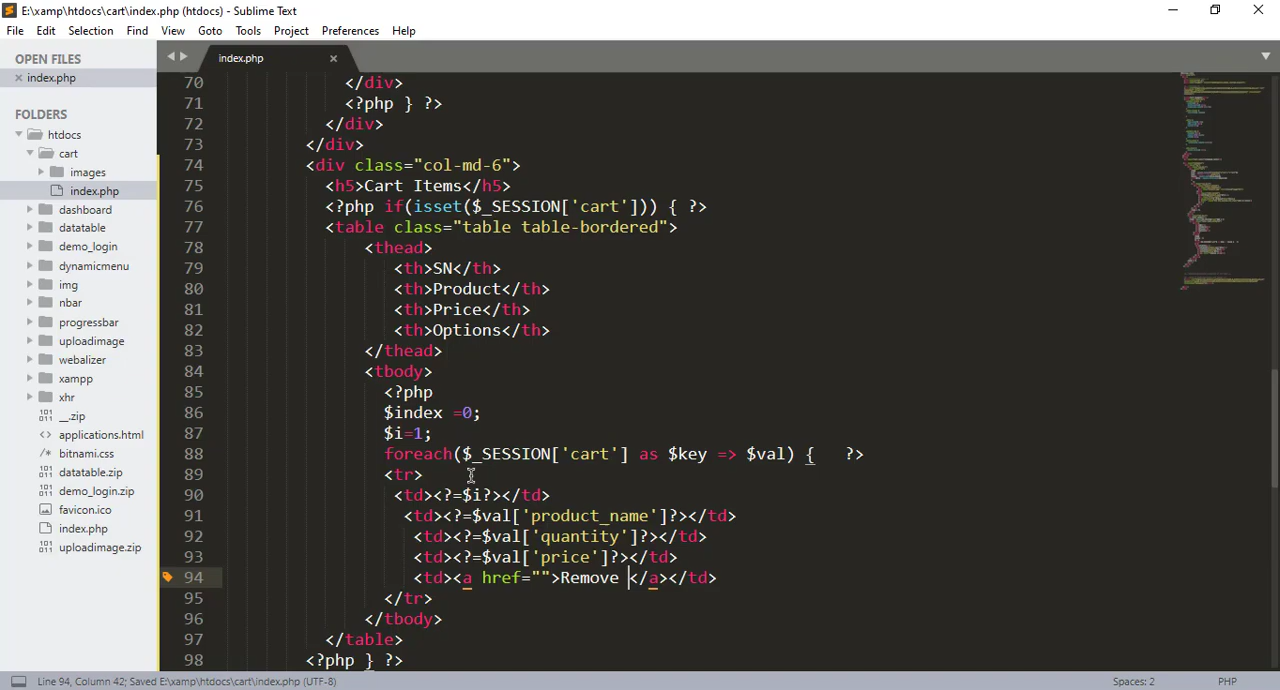 E:\xamp\htdocs\cart\index.php (htdocs) - Sublime Text
File Edit Selection Find View Goto Tools Project Preferences Help
OPEN FILES
index.php
FOLDERS
htdocs
cart
images
index.php
dashboard
datatable
demo_login
dynamicmenu
img
nbar
progressbar
uploadimage
webalizer
xampp
xhr
__.zip
applications.html
bitnami.css
datatable.zip
demo_login.zip
favicon.ico
index.php
uploadimage.zip
index.php
70 </div>
71 <?php } ?>
72 </div>
73 </div>
74 <div class="col-md-6">
75 <h5>Cart Items</h5>
76 <?php if(isset($_SESSION['cart'])) { ?>
77 <table class="table table-bordered">
78 <thead>
79 <th>SN</th>
80 <th>Product</th>
81 <th>Price</th>
82 <th>Options</th>
83 </thead>
84 <tbody>
85 <?php
86 $index =0;
87 $i=1;
88 foreach($_SESSION['cart'] as $key => $val) { ?>
89 <tr>
90 <td><?=$i?></td>
91 <td><?=$val['product_name']?></td>
92 <td><?=$val['quantity']?></td>
93 <td><?=$val['price']?></td>
94 <td><a href="">Remove </a></td>
95 </tr>
96 </tbody>
97 </table>
98 <?php } ?>
Line 94, Column 42; Saved E:\xamp\htdocs\cart\index.php (UTF-8)
Spaces: 2
PHP